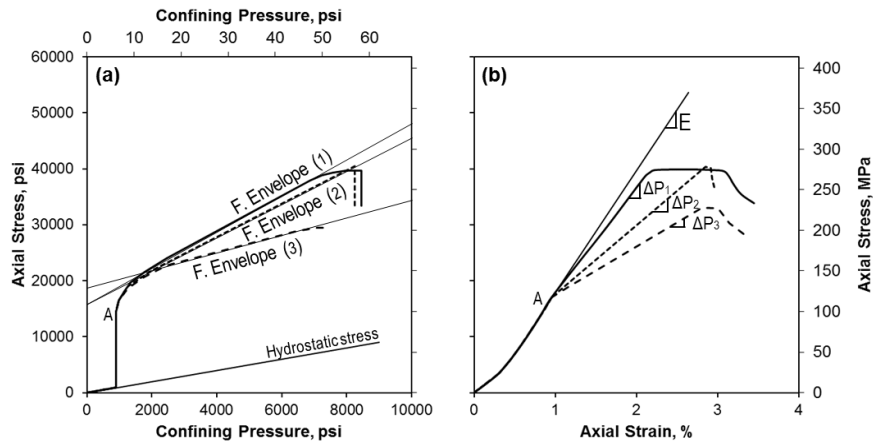 Confining Pressure, psi
0 10 20 30 40 50 60
60000
50000
40000
30000
20000
10000
0
Axial Stress, psi
(a)
F. Envelope (1)
F. Envelope (2)
F. Envelope (3)
A
Hydrostatic stress
0 2000 4000 6000 8000 10000
Confining Pressure, psi
(b)
E
ΔP1
ΔP2
ΔP3
A
0 1 2 3 4
Axial Strain, %
400
350
300
250
200
150
100
50
0
Axial Stress, MPa